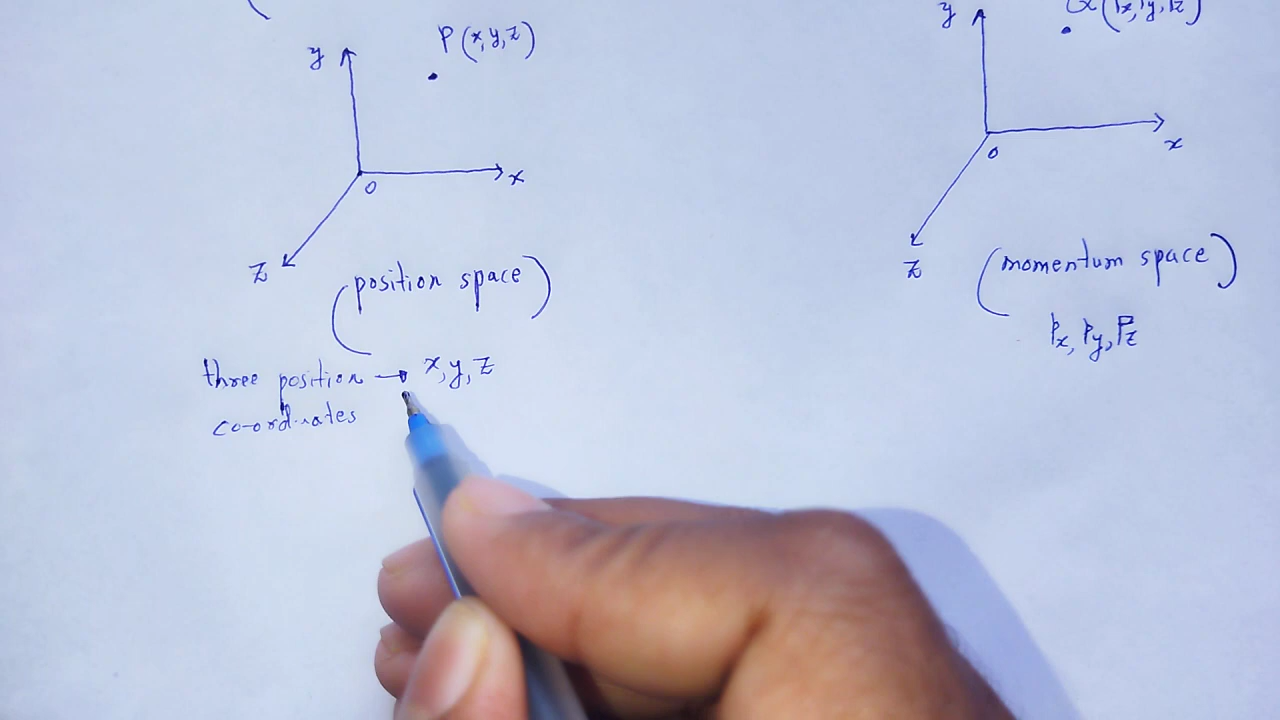 y P(x,y,z)
O x
z
(position space)
three position → x,y,z
co-ordinates
y Q(Px,Py,Pz)
O x
z
(momentum space)
Px, Py, Pz